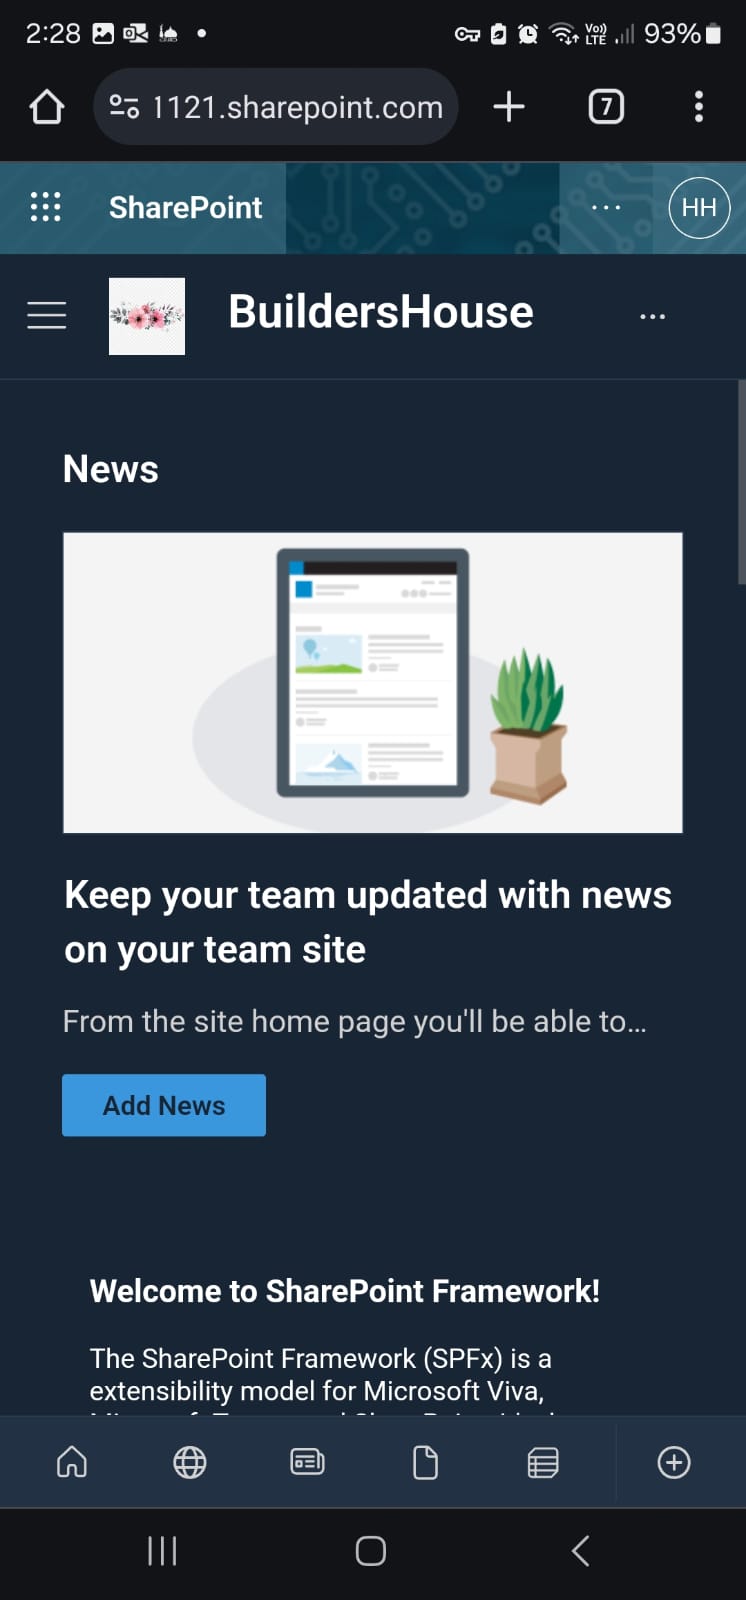 2:28
Vo))
LTE
93%
1121.sharepoint.com
7
SharePoint
...
HH
BuildersHouse
...
News
Keep your team updated with news
on your team site
From the site home page you'll be able to...
Add News
Welcome to SharePoint Framework!
The SharePoint Framework (SPFx) is a
extensibility model for Microsoft Viva,